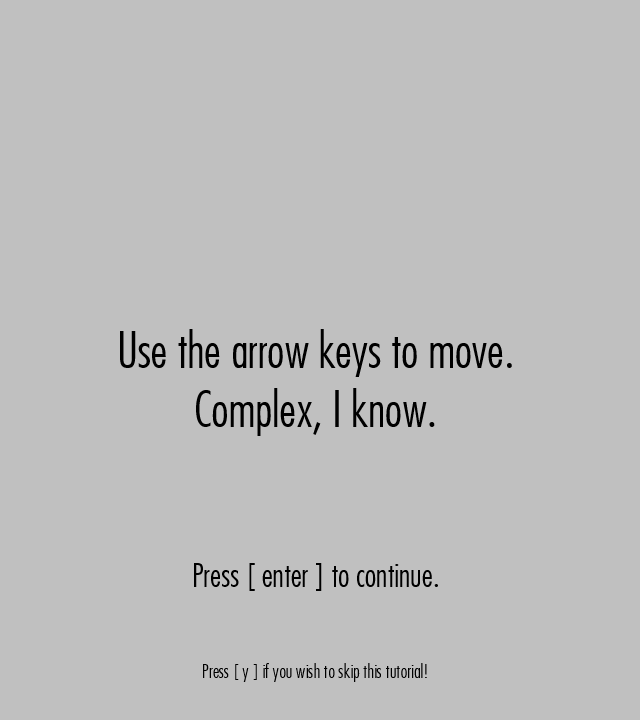 Use the arrow keys to move.
Complex, I know.
Press [ enter ] to continue.
Press [ y ] if you wish to skip this tutorial!